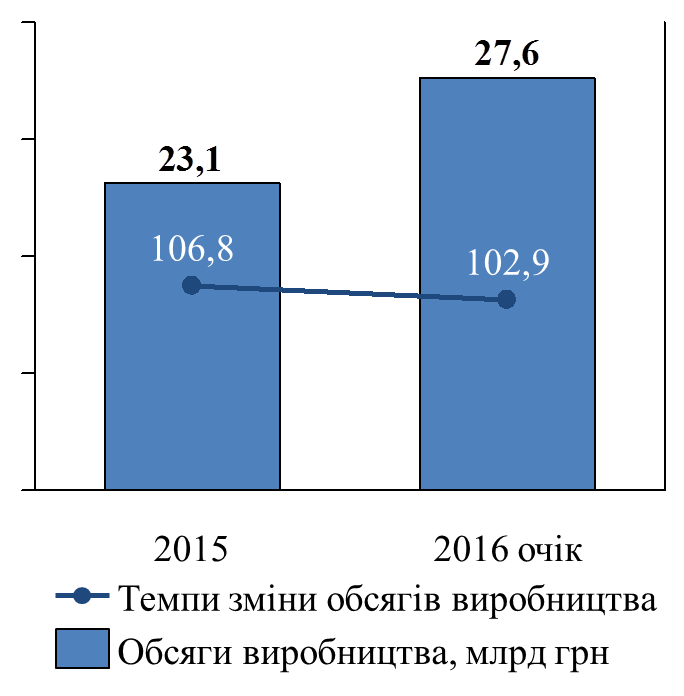 27,6
23,1
106,8
102,9
2015
2016 очік
Темпи зміни обсягів виробництва
Обсяги виробництва, млрд грн